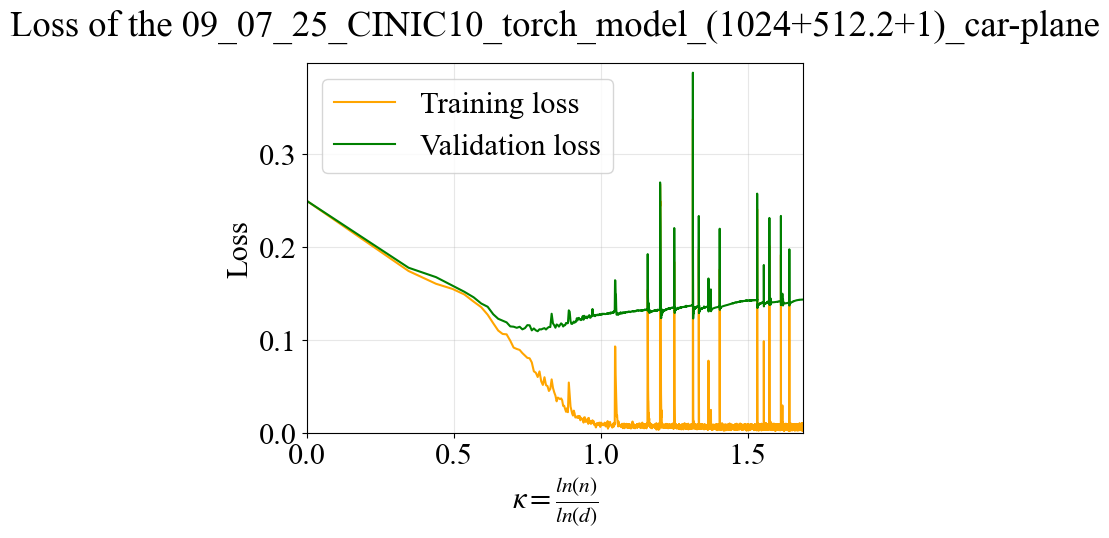 Loss of the 09_07_25_CINIC10_torch_model_(1024+512.2+1)_car-plane
Training loss
Validation loss
Loss
0.3
0.2
0.1
0.0
0.0 0.5 1.0 1.5
κ = ln(n)/ln(d)